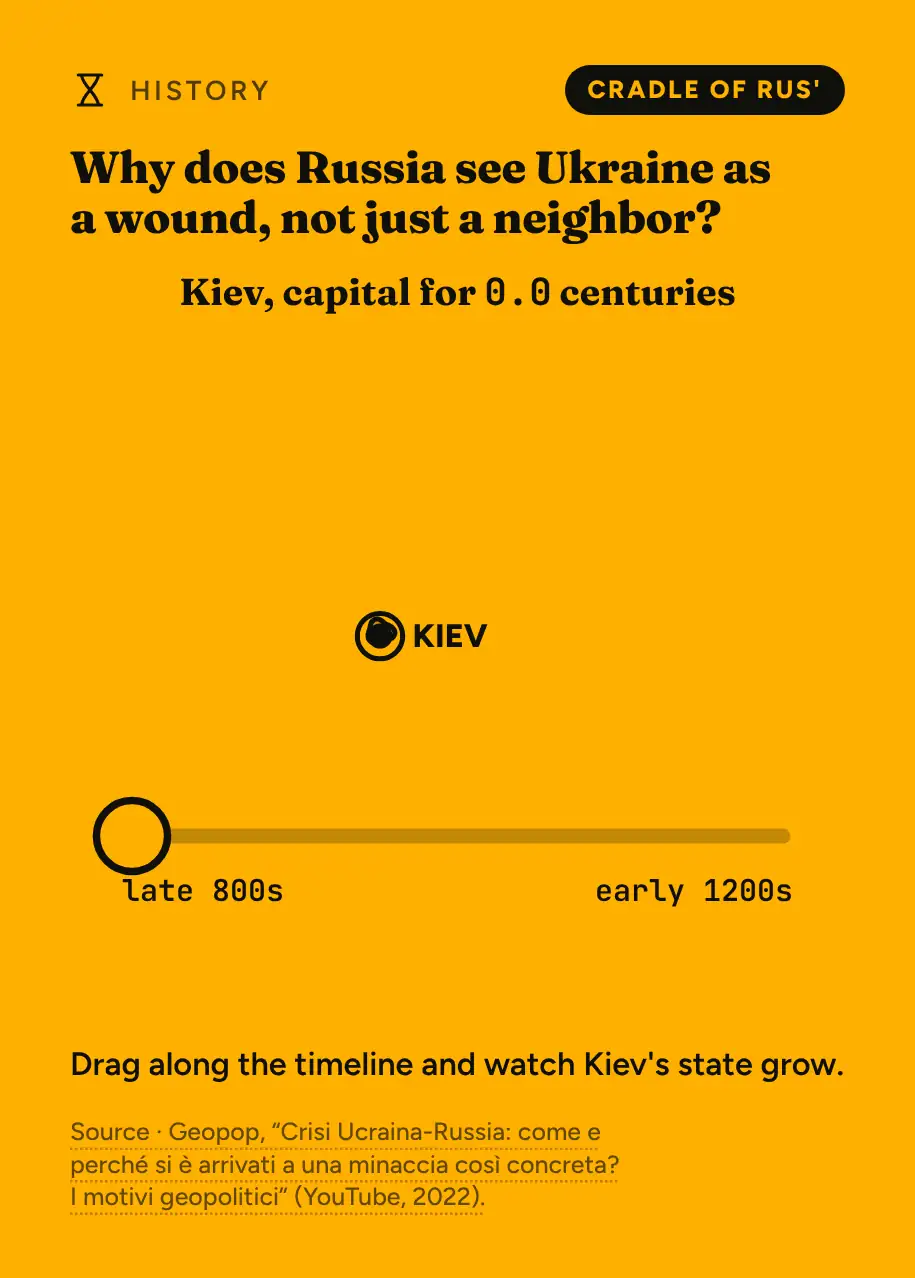 HISTORY
CRADLE OF RUS'
Why does Russia see Ukraine as
a wound, not just a neighbor?
Kiev, capital for 0.0 centuries
KIEV
late 800s
early 1200s
Drag along the timeline and watch Kiev's state grow.
Source · Geopop, “Crisi Ucraina-Russia: come e
perché si è arrivati a una minaccia così concreta?
I motivi geopolitici” (YouTube, 2022).